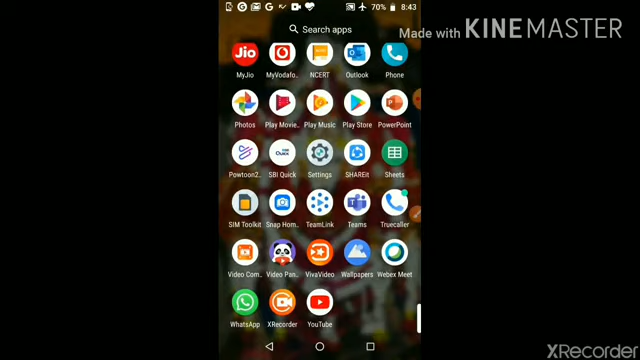 70% 8:43
Made with KINEMASTER
Search apps
Jio
MyJio MyVodafo.. NCERT Outlook Phone
Photos Play Movie.. Play Music Play Store PowerPoint
Powtoon2.. SBI Quick Settings SHAREit Sheets
SIM Toolkit Snap Hom.. TeamLink Teams Truecaller
Video Com.. Video Pan.. VivaVideo Wallpapers Webex Meet
WhatsApp XRecorder YouTube
XRecorder